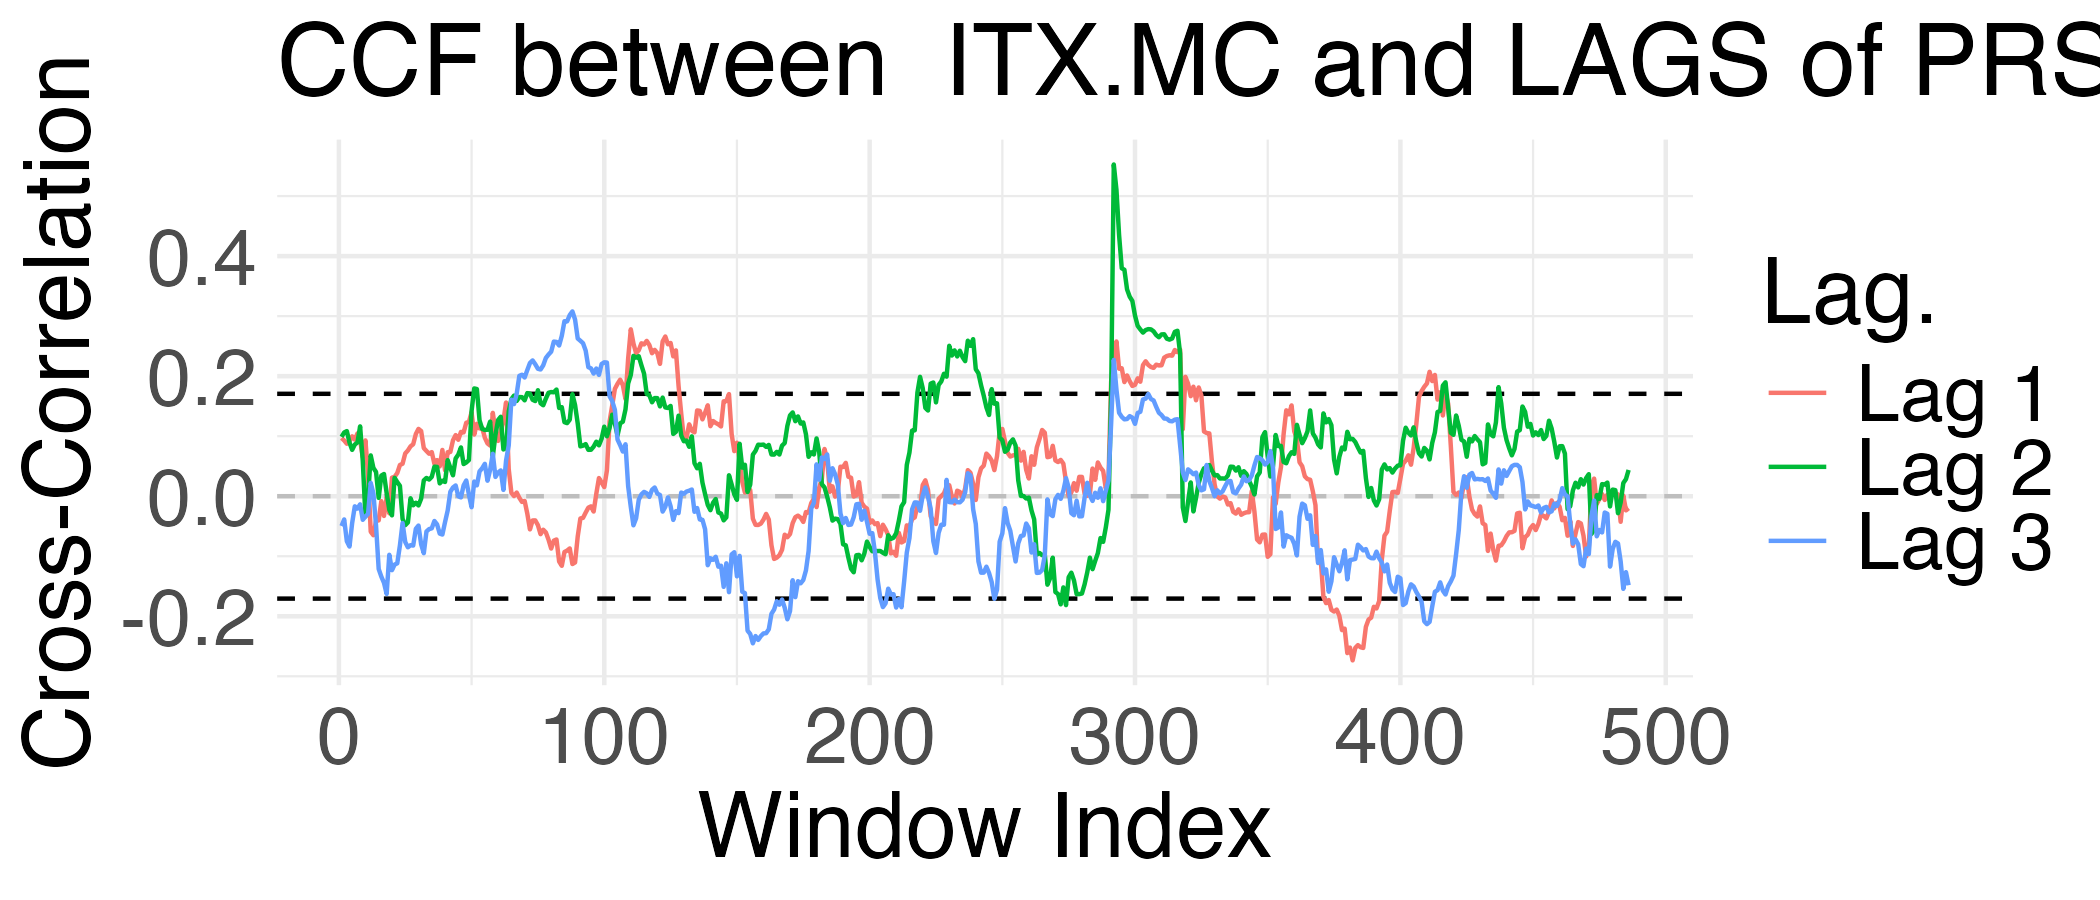 CCF between ITX.MC and LAGS of PRS
Cross-Correlation
0.4
0.2
0.0
-0.2
0 100 200 300 400 500
Window Index
Lag.
Lag 1
Lag 2
Lag 3